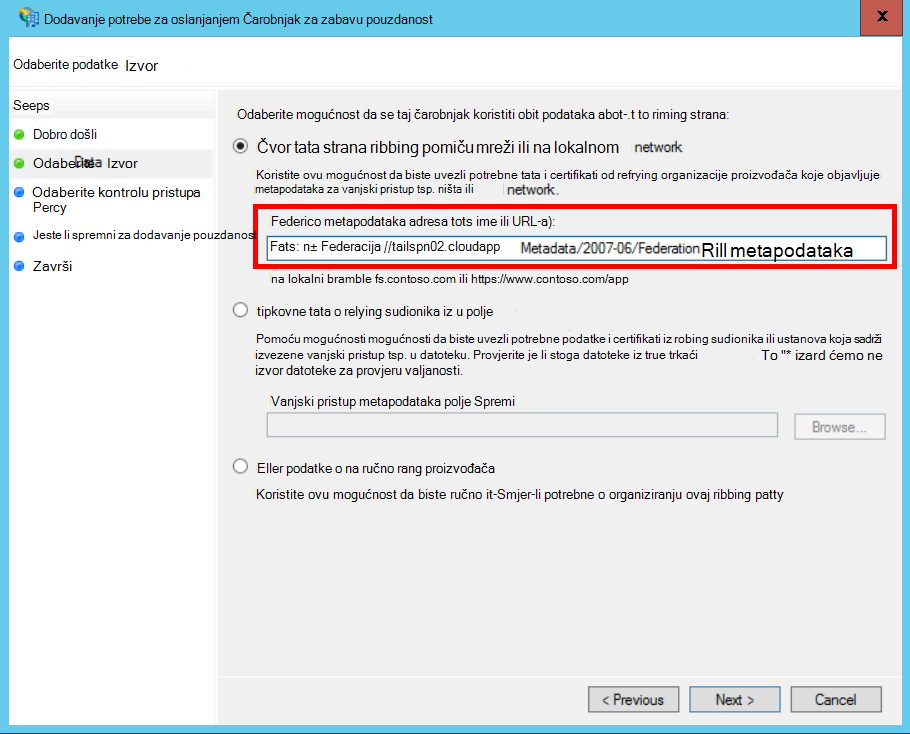 Dodavanje potrebe za oslanjanjem Čarobnjak za zabavu pouzdanost
x
Odaberite podatke Izvor
Seeps
Dobro došli
Odaberite Data Izvor
Odaberite kontrolu pristupa
Percy
Jeste li spremni za dodavanje pouzdanost
Završi
Odaberite mogućnost da se taj čarobnjak koristiti obit podataka abot-.t to riming strana:
Čvor tata strana ribbing pomiču mreži ili na lokalnom network
Koristite ovu mogućnost da biste uvezli potrebne tata i certifikati od refrying organizacije proizvođača koje objavljuje
metapodataka za vanjski pristup tsp. ništa ili network.
Federico metapodataka adresa tots ime ili URL-a):
Fats: n± Federacija //tailspn02.cloudapp Metadata/2007-06/Federation Rill metapodataka
na lokalni bramble fs.contoso.com ili https://www.contoso.com/app
tipkovne tata o relying sudionika iz u polje
Pomoću mogućnosti mogućnosti da biste uvezli potrebne podatke i certifikati iz robing sudionika ili ustanova koja sadrži
izvezene vanjski pristup tsp. u datoteku. Provjerite je li stoga datoteke iz true trkaći To "* izard ćemo ne
izvor datoteke za provjeru valjanosti.
Vanjski pristup metapodataka polje Spremi
Browse...
Eller podatke o na ručno rang proizvođača
Koristite ovu mogućnost da biste ručno it-Smjer-li potrebne o organiziranju ovaj ribbing patty
< Previous
Next >
Cancel